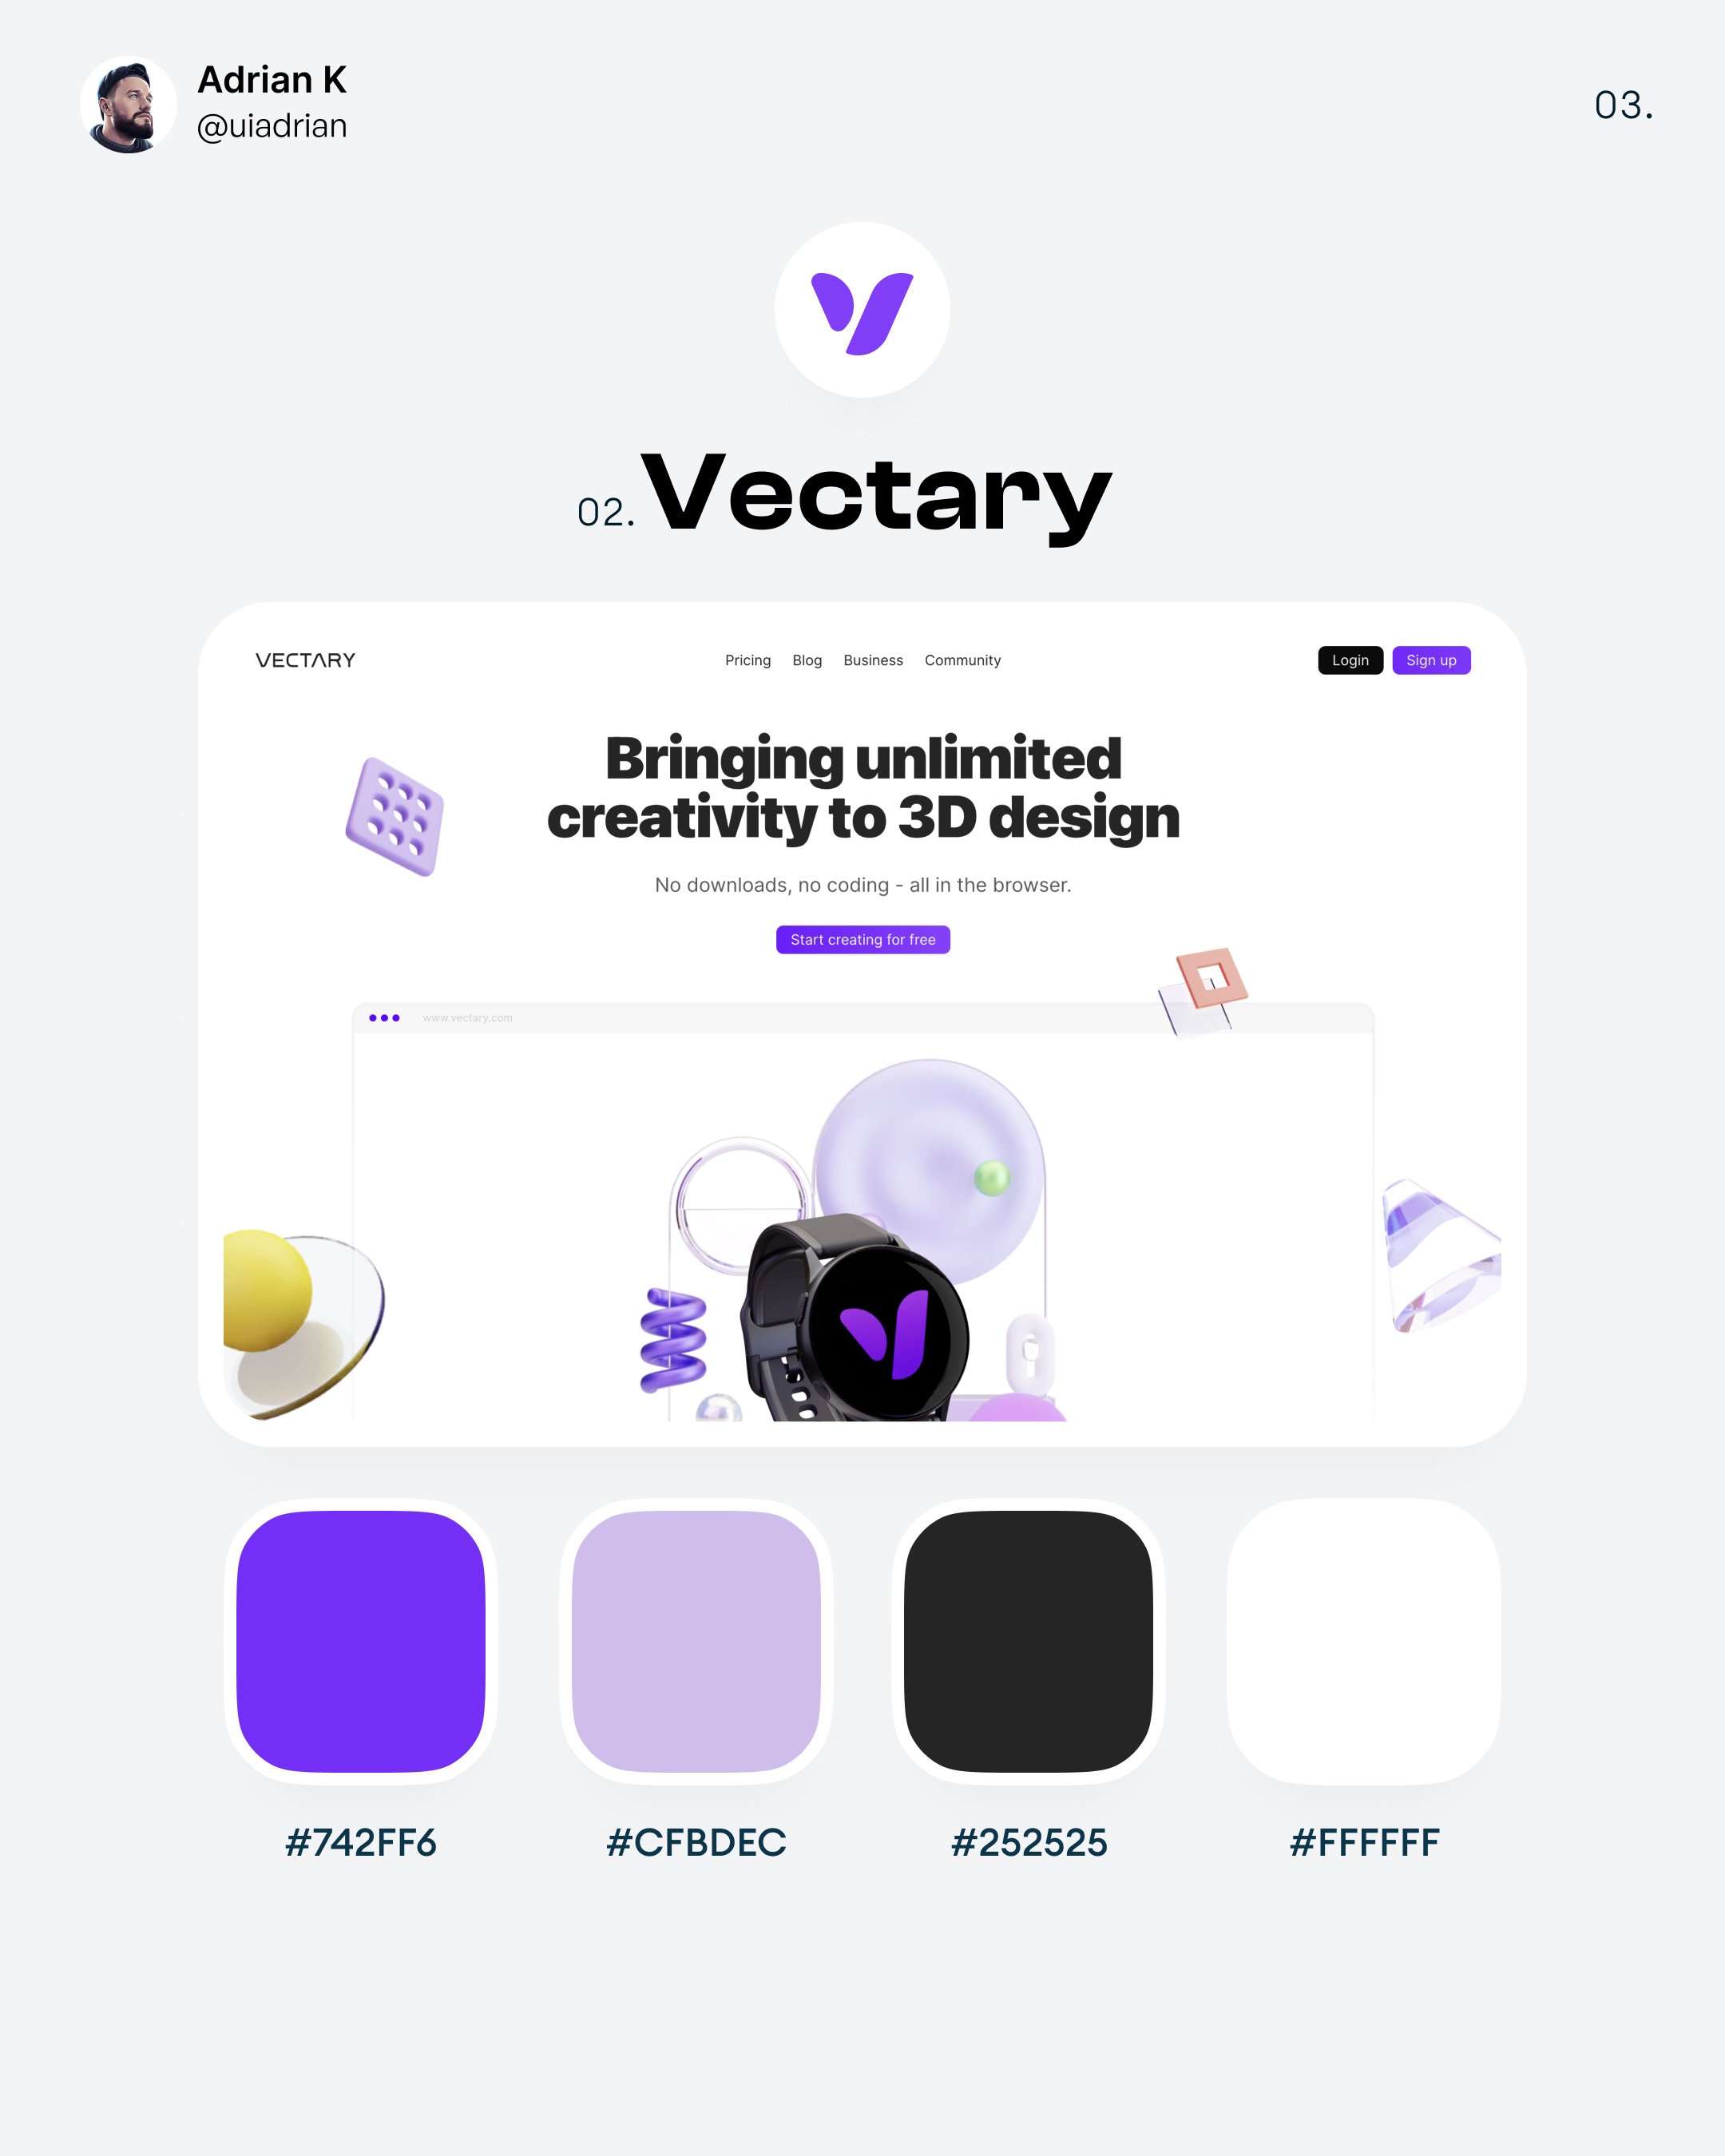 Adrian K
@uiadrian
03.
02. Vectary
VECTARY
Pricing Blog Business Community
Login Sign up
Bringing unlimited
creativity to 3D design
No downloads, no coding - all in the browser.
Start creating for free
www.vectary.com
#742FF6 #CFBDEC #252525 #FFFFFF